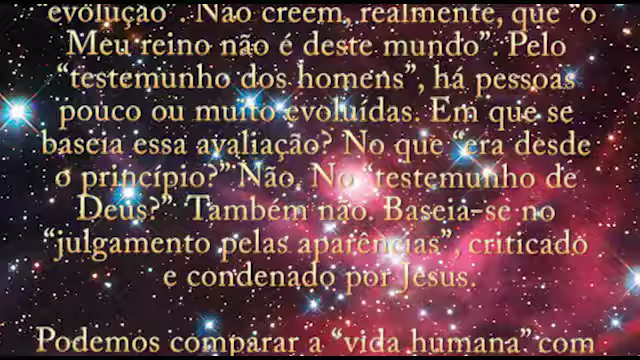 evolução". Não creem, realmente, que "o
Meu reino não é deste mundo". Pelo
"testemunho dos homens", há pessoas
pouco ou muito evoluídas. Em que se
baseia essa avaliação? No que "era desde
o princípio?" Não. No "testemunho de
Deus?" Também não. Baseia-se no
"julgamento pelas aparências", criticado
e condenado por Jesus.
Podemos comparar a "vida humana" com